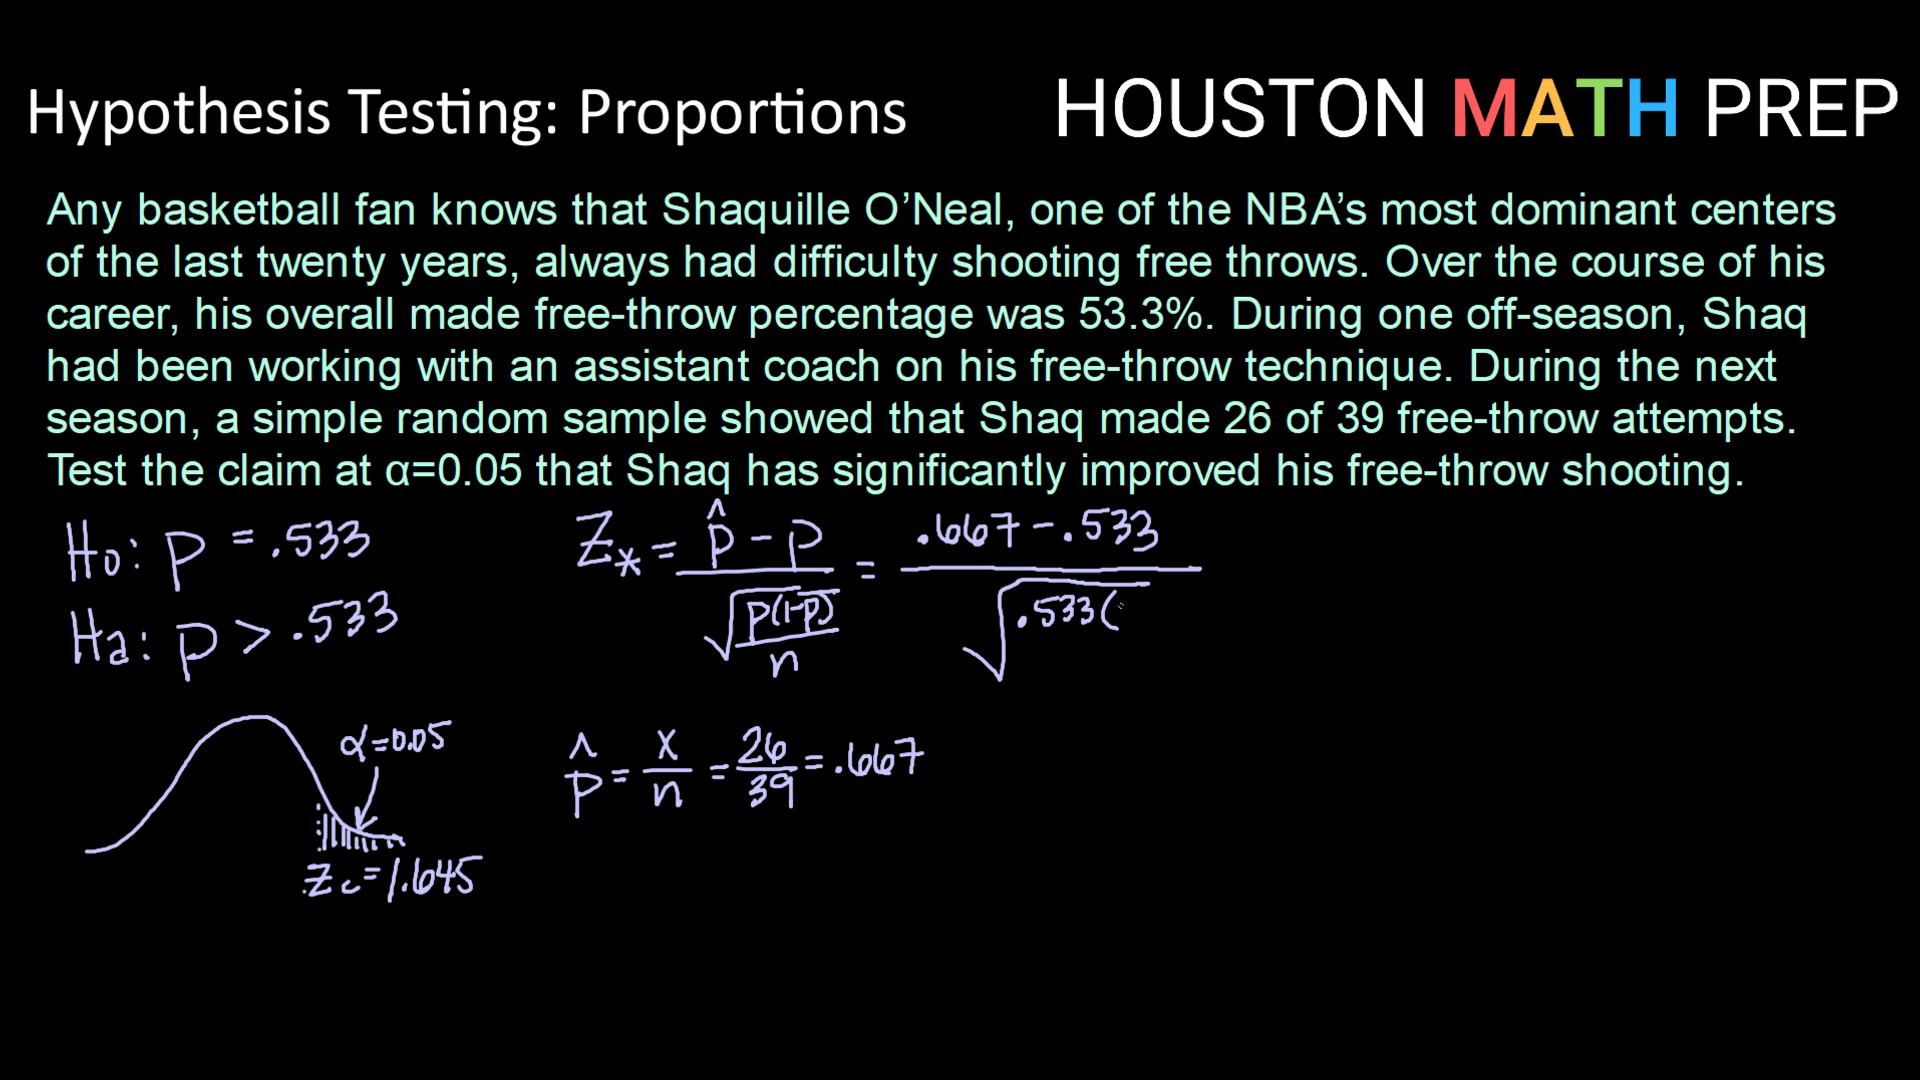 Hypothesis Testing: Proportions
HOUSTON MATH PREP
Any basketball fan knows that Shaquille O’Neal, one of the NBA’s most dominant centers
of the last twenty years, always had difficulty shooting free throws. Over the course of his
career, his overall made free-throw percentage was 53.3%. During one off-season, Shaq
had been working with an assistant coach on his free-throw technique. During the next
season, a simple random sample showed that Shaq made 26 of 39 free-throw attempts.
Test the claim at α=0.05 that Shaq has significantly improved his free-throw shooting.
Ho: p = .533
Ha: p > .533
α=0.05
Zc=1.645
Z* = (p̂ - p) / √(p(1-p)/n) = (.667 - .533) / √(.533(
p̂ = x/n = 26/39 = .667